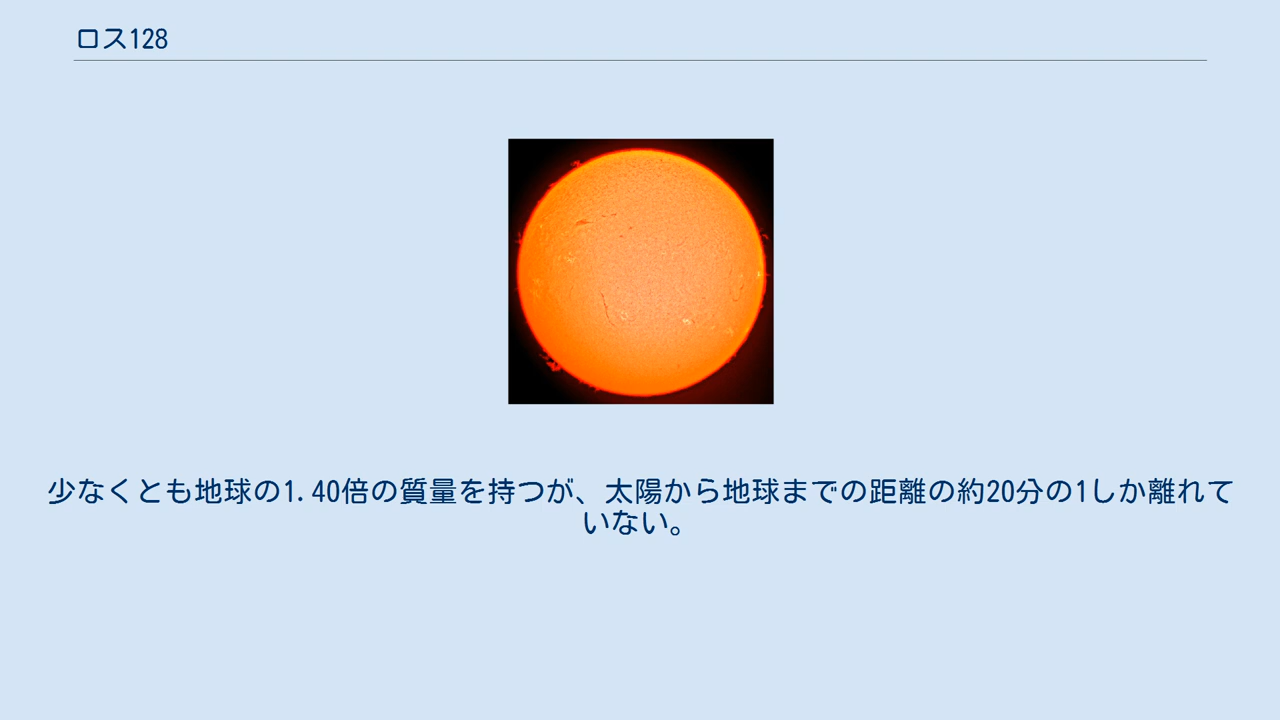 ロス128
少なくとも地球の1.40倍の質量を持つが、太陽から地球までの距離の約20分の1しか離れて
いない。